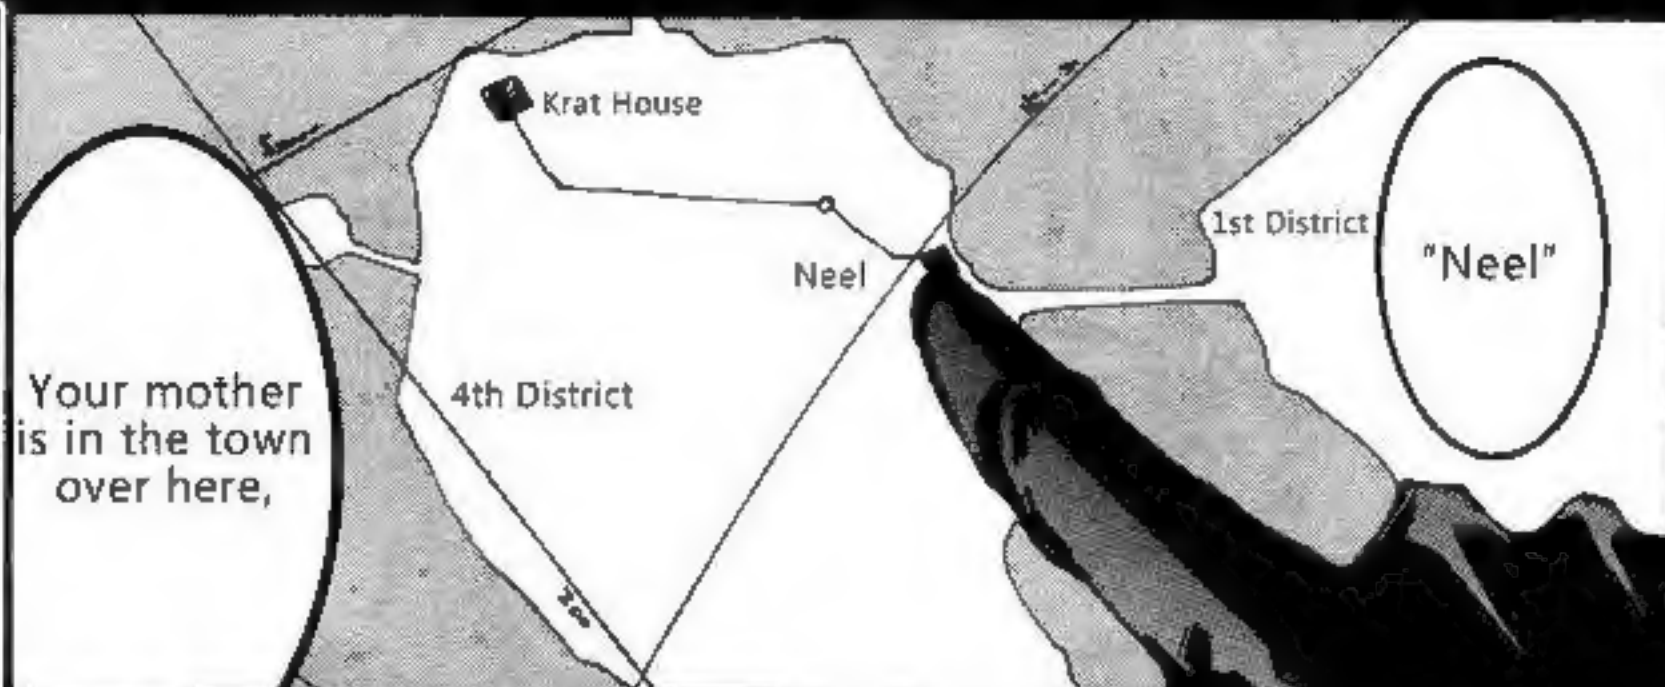 Krat House
1st District
"Neel"
Neel
4th District
Your mother
is in the town
over here,